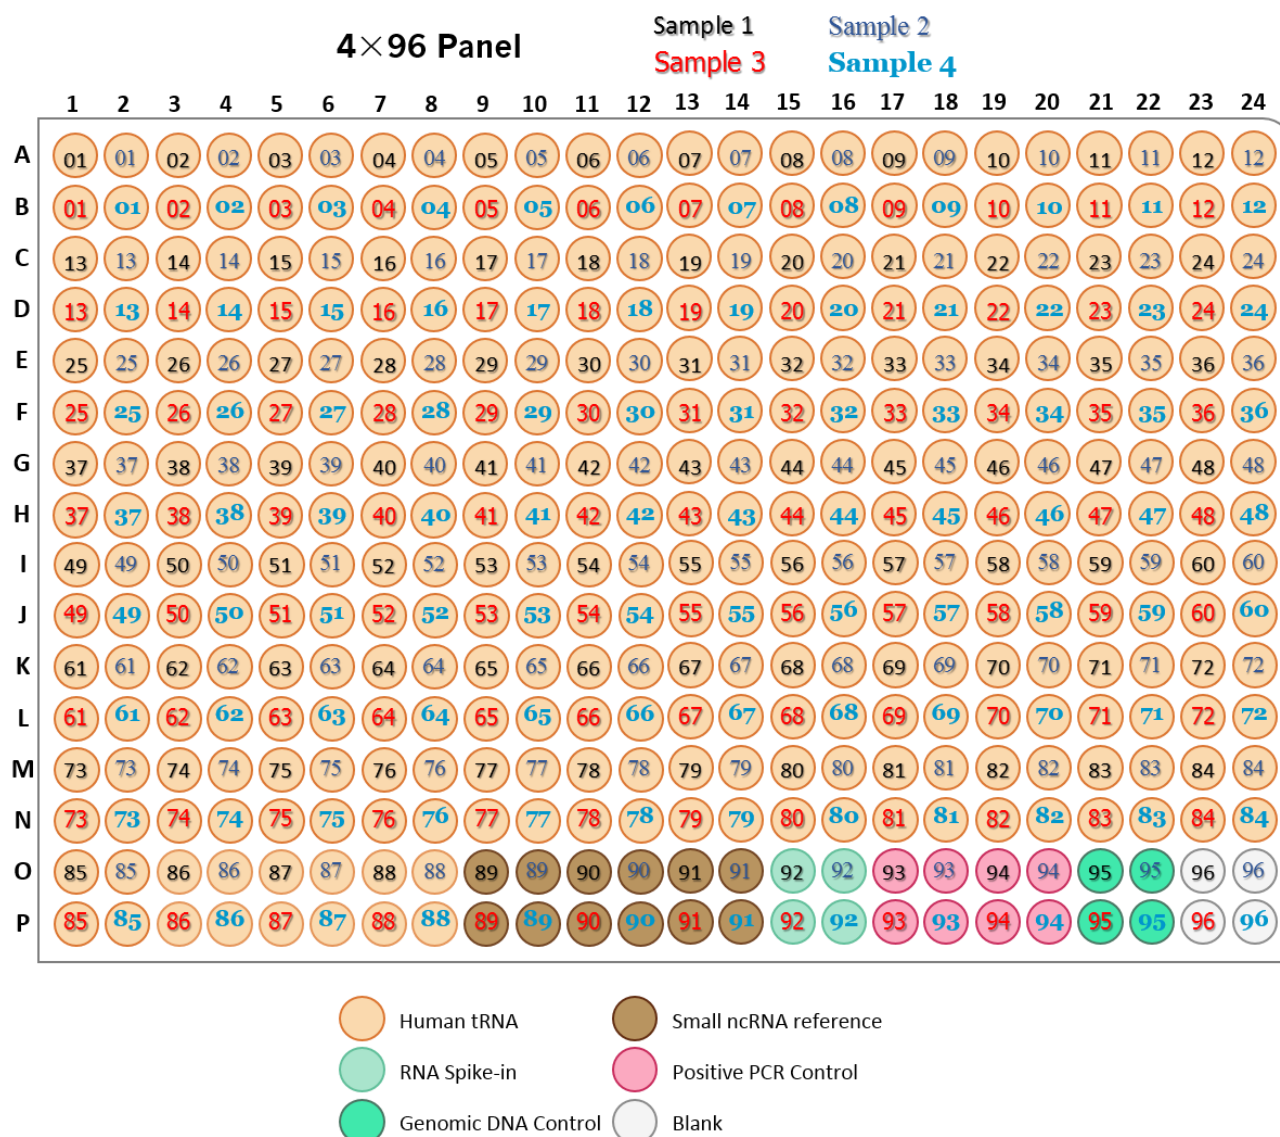 4×96 Panel
Sample 1 Sample 2
Sample 3 Sample 4
1 2 3 4 5 6 7 8 9 10 11 12 13 14 15 16 17 18 19 20 21 22 23 24
A 01 01 02 02 03 03 04 04 05 05 06 06 07 07 08 08 09 09 10 10 11 11 12 12
B 01 01 02 02 03 03 04 04 05 05 06 06 07 07 08 08 09 09 10 10 11 11 12 12
C 13 13 14 14 15 15 16 16 17 17 18 18 19 19 20 20 21 21 22 22 23 23 24 24
D 13 13 14 14 15 15 16 16 17 17 18 18 19 19 20 20 21 21 22 22 23 23 24 24
E 25 25 26 26 27 27 28 28 29 29 30 30 31 31 32 32 33 33 34 34 35 35 36 36
F 25 25 26 26 27 27 28 28 29 29 30 30 31 31 32 32 33 33 34 34 35 35 36 36
G 37 37 38 38 39 39 40 40 41 41 42 42 43 43 44 44 45 45 46 46 47 47 48 48
H 37 37 38 38 39 39 40 40 41 41 42 42 43 43 44 44 45 45 46 46 47 47 48 48
I 49 49 50 50 51 51 52 52 53 53 54 54 55 55 56 56 57 57 58 58 59 59 60 60
J 49 49 50 50 51 51 52 52 53 53 54 54 55 55 56 56 57 57 58 58 59 59 60 60
K 61 61 62 62 63 63 64 64 65 65 66 66 67 67 68 68 69 69 70 70 71 71 72 72
L 61 61 62 62 63 63 64 64 65 65 66 66 67 67 68 68 69 69 70 70 71 71 72 72
M 73 73 74 74 75 75 76 76 77 77 78 78 79 79 80 80 81 81 82 82 83 83 84 84
N 73 73 74 74 75 75 76 76 77 77 78 78 79 79 80 80 81 81 82 82 83 83 84 84
O 85 85 86 86 87 87 88 88 89 89 90 90 91 91 92 92 93 93 94 94 95 95 96 96
P 85 85 86 86 87 87 88 88 89 89 90 90 91 91 92 92 93 93 94 94 95 95 96 96
Human tRNA Small ncRNA reference
RNA Spike-in Positive PCR Control
Genomic DNA Control Blank